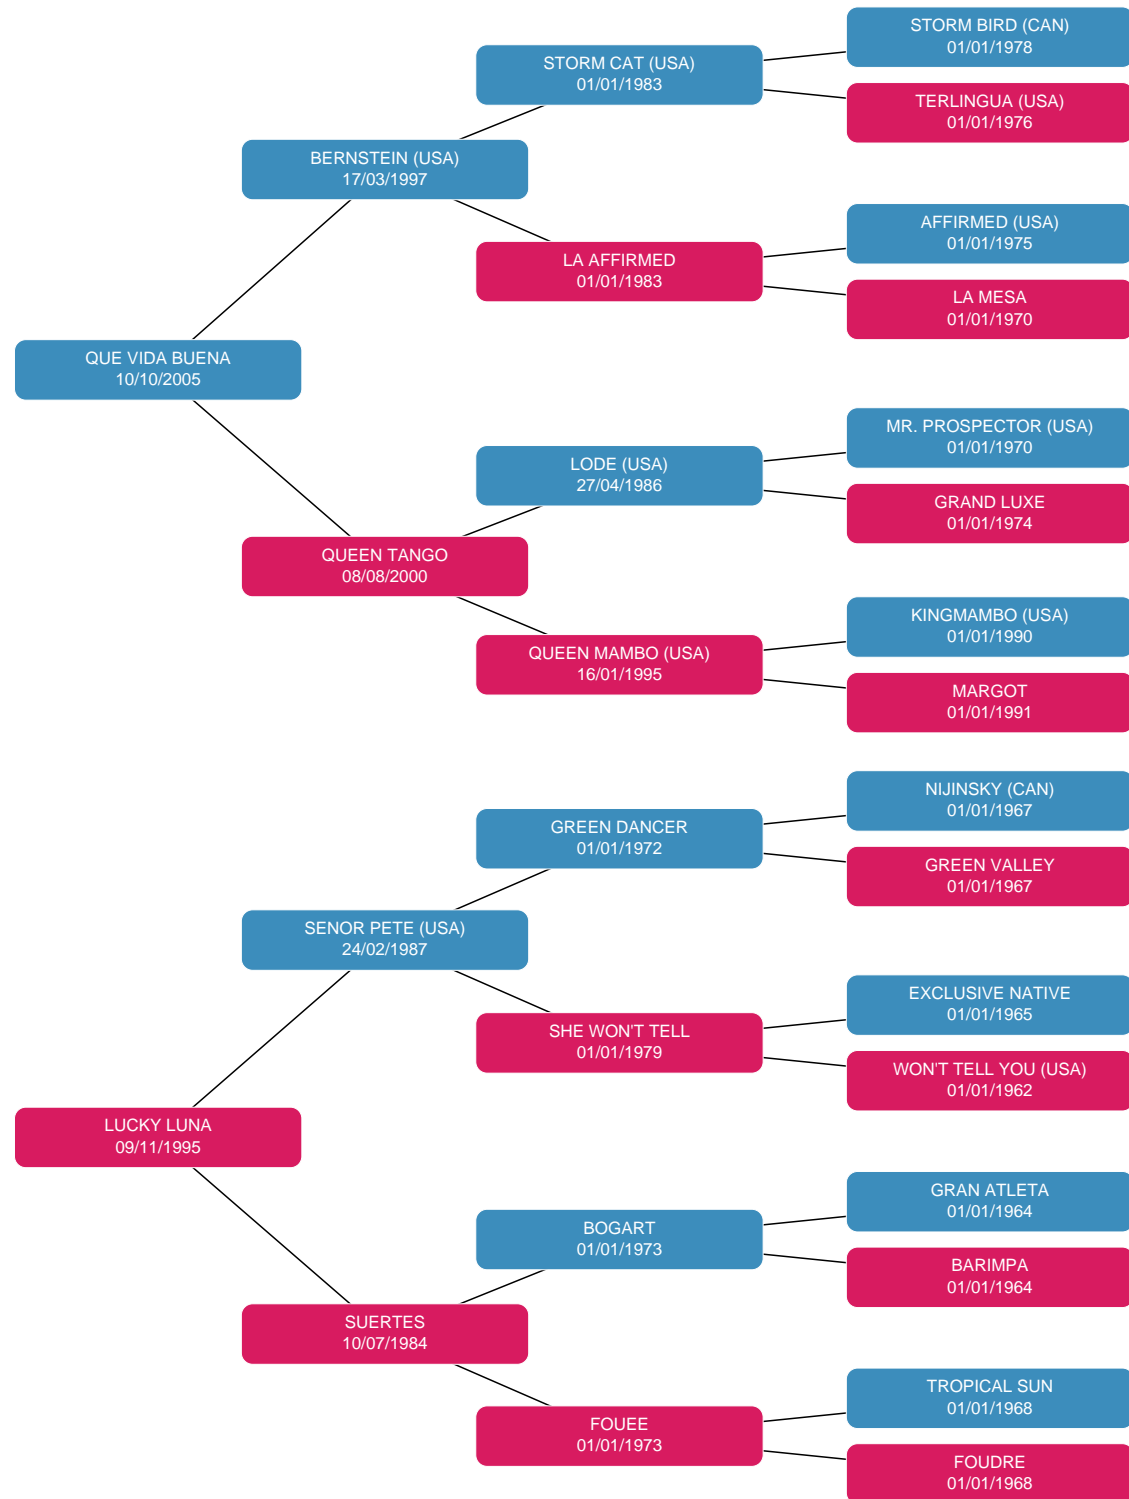 STORM BIRD (CAN)
01/01/1978
STORM CAT (USA)
01/01/1983
TERLINGUA (USA)
01/01/1976
BERNSTEIN (USA)
17/03/1997
AFFIRMED (USA)
01/01/1975
LA AFFIRMED
01/01/1983
LA MESA
01/01/1970
QUE VIDA BUENA
10/10/2005
MR. PROSPECTOR (USA)
01/01/1970
LODE (USA)
27/04/1986
GRAND LUXE
01/01/1974
QUEEN TANGO
08/08/2000
KINGMAMBO (USA)
01/01/1990
QUEEN MAMBO (USA)
16/01/1995
MARGOT
01/01/1991
NIJINSKY (CAN)
01/01/1967
GREEN DANCER
01/01/1972
GREEN VALLEY
01/01/1967
SENOR PETE (USA)
24/02/1987
EXCLUSIVE NATIVE
01/01/1965
SHE WON'T TELL
01/01/1979
WON'T TELL YOU (USA)
01/01/1962
LUCKY LUNA
09/11/1995
GRAN ATLETA
01/01/1964
BOGART
01/01/1973
BARIMPA
01/01/1964
SUERTES
10/07/1984
TROPICAL SUN
01/01/1968
FOUEE
01/01/1973
FOUDRE
01/01/1968